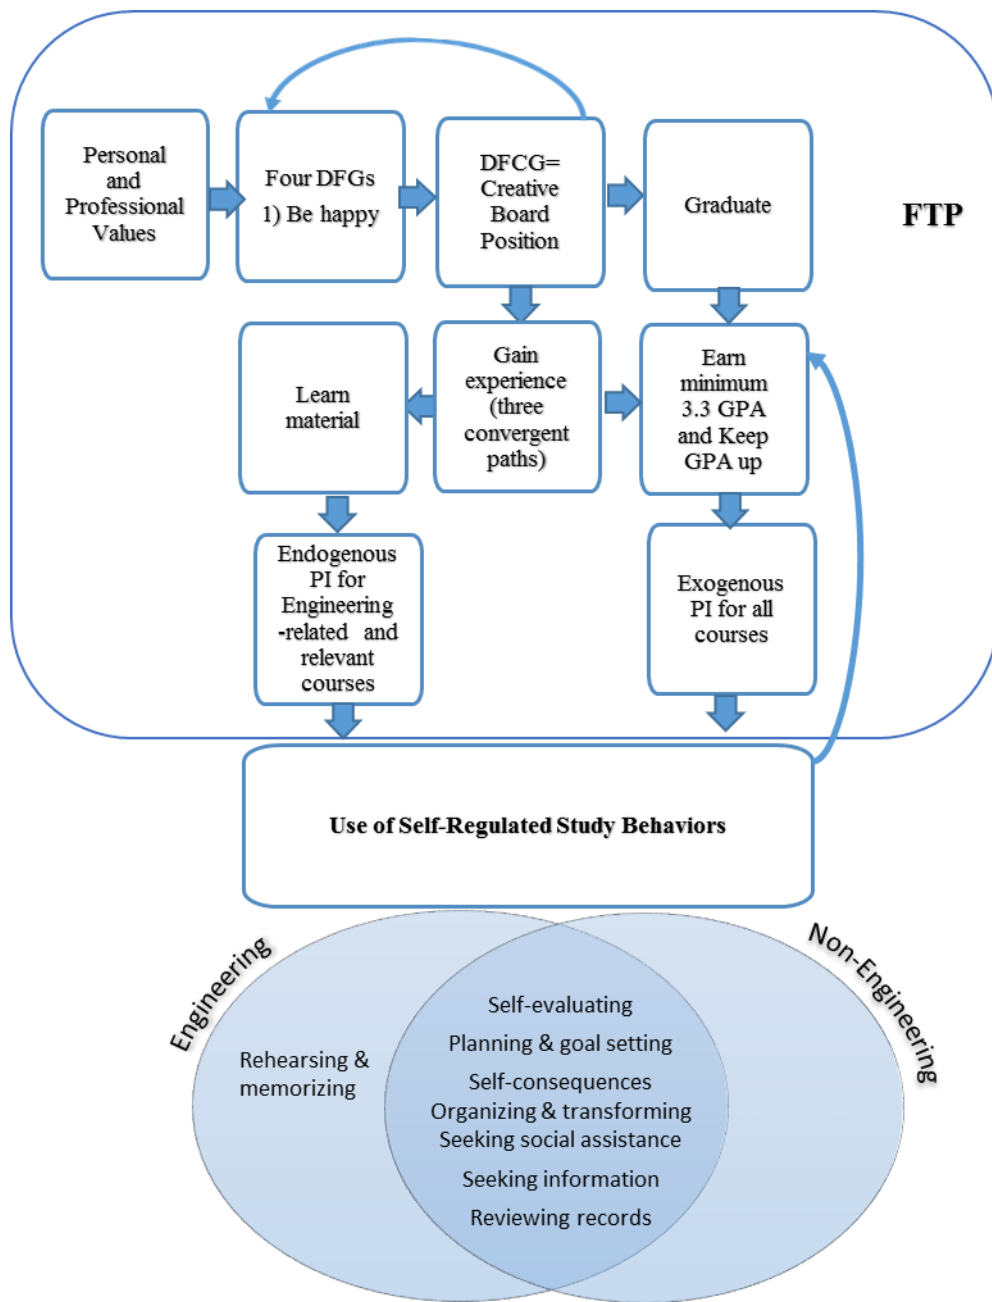 Personal
and
Professional
Values
Four DFGs
1) Be happy
DFCG=
Creative
Board
Position
Graduate
FTP
Learn
material
Gain
experience
(three
convergent
paths)
Earn
minimum
3.3 GPA
and Keep
GPA up
Endogenous
PI for
Engineering
-related and
relevant
courses
Exogenous
PI for all
courses
Use of Self-Regulated Study Behaviors
Engineering
Non-Engineering
Rehearsing &
memorizing
Self-evaluating
Planning & goal setting
Self-consequences
Organizing & transforming
Seeking social assistance
Seeking information
Reviewing records